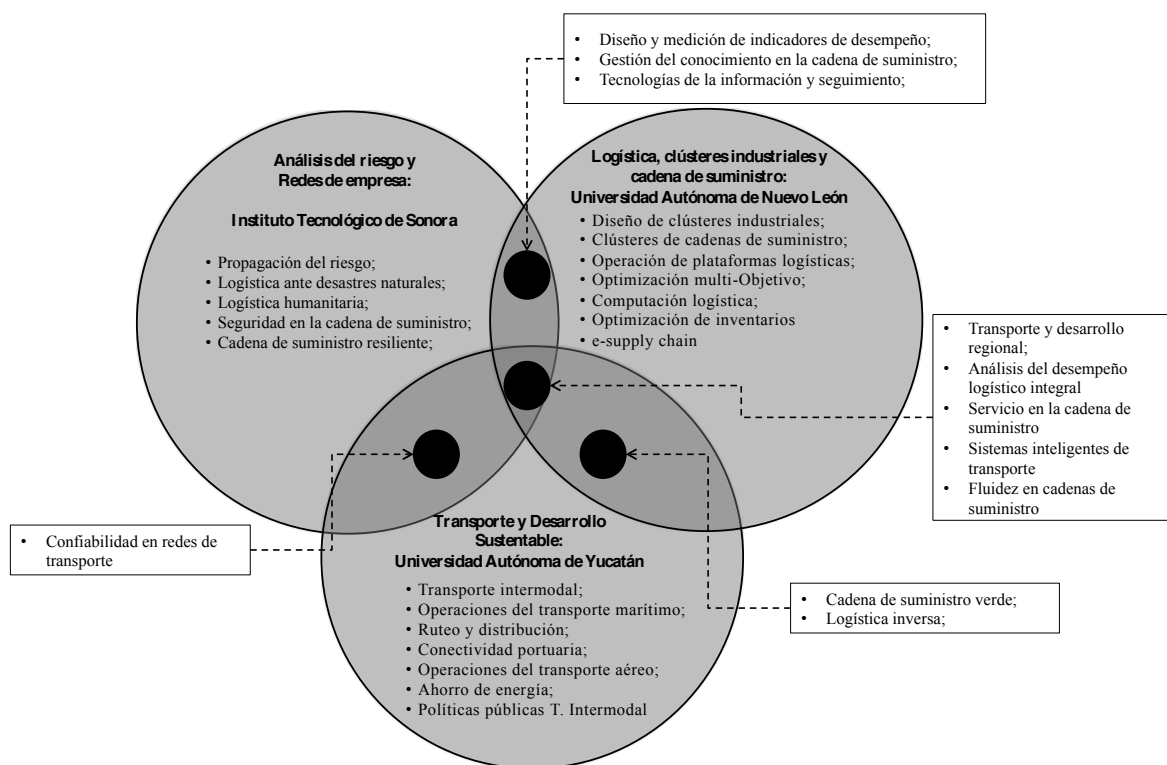 • Diseño y medición de indicadores de desempeño;
• Gestión del conocimiento en la cadena de suministro;
• Tecnologías de la información y seguimiento;
Análisis del riesgo y
Redes de empresa:
Instituto Tecnológico de Sonora
• Propagación del riesgo;
• Logística ante desastres naturales;
• Logística humanitaria;
• Seguridad en la cadena de suministro;
• Cadena de suministro resiliente;
Logística, clústeres industriales y
cadena de suministro:
Universidad Autónoma de Nuevo León
• Diseño de clústeres industriales;
• Clústeres de cadenas de suministro;
• Operación de plataformas logísticas;
• Optimización multi-Objetivo;
• Computación logística;
• Optimización de inventarios
• e-supply chain
• Transporte y desarrollo
regional;
• Análisis del desempeño
logístico integral
• Servicio en la cadena de
suministro
• Sistemas inteligentes de
transporte
• Fluidez en cadenas de
suministro
• Confiabilidad en redes de
transporte
Transporte y Desarrollo
Sustentable:
Universidad Autónoma de Yucatán
• Transporte intermodal;
• Operaciones del transporte marítimo;
• Ruteo y distribución;
• Conectividad portuaria;
• Operaciones del transporte aéreo;
• Ahorro de energía;
• Políticas públicas T. Intermodal
• Cadena de suministro verde;
• Logística inversa;